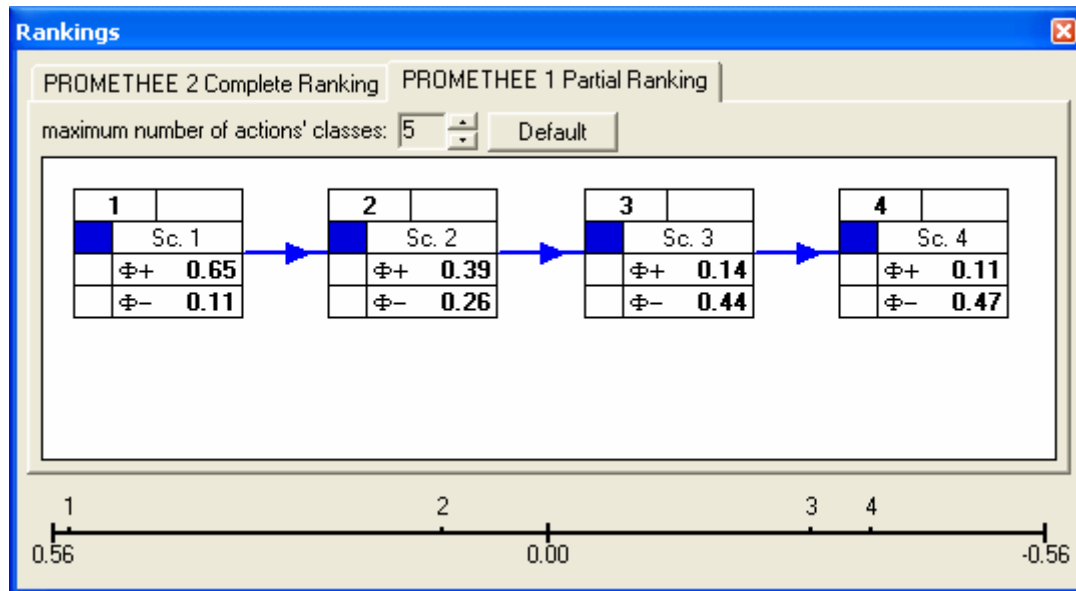 Rankings
PROMETHEE 2 Complete Ranking PROMETHEE 1 Partial Ranking
maximum number of actions' classes: 5 Default
1 2 3 4
Sc. 1 Sc. 2 Sc. 3 Sc. 4
Φ+ 0.65 Φ+ 0.39 Φ+ 0.14 Φ+ 0.11
Φ− 0.11 Φ− 0.26 Φ− 0.44 Φ− 0.47
1 2 3 4
0.56 0.00 -0.56